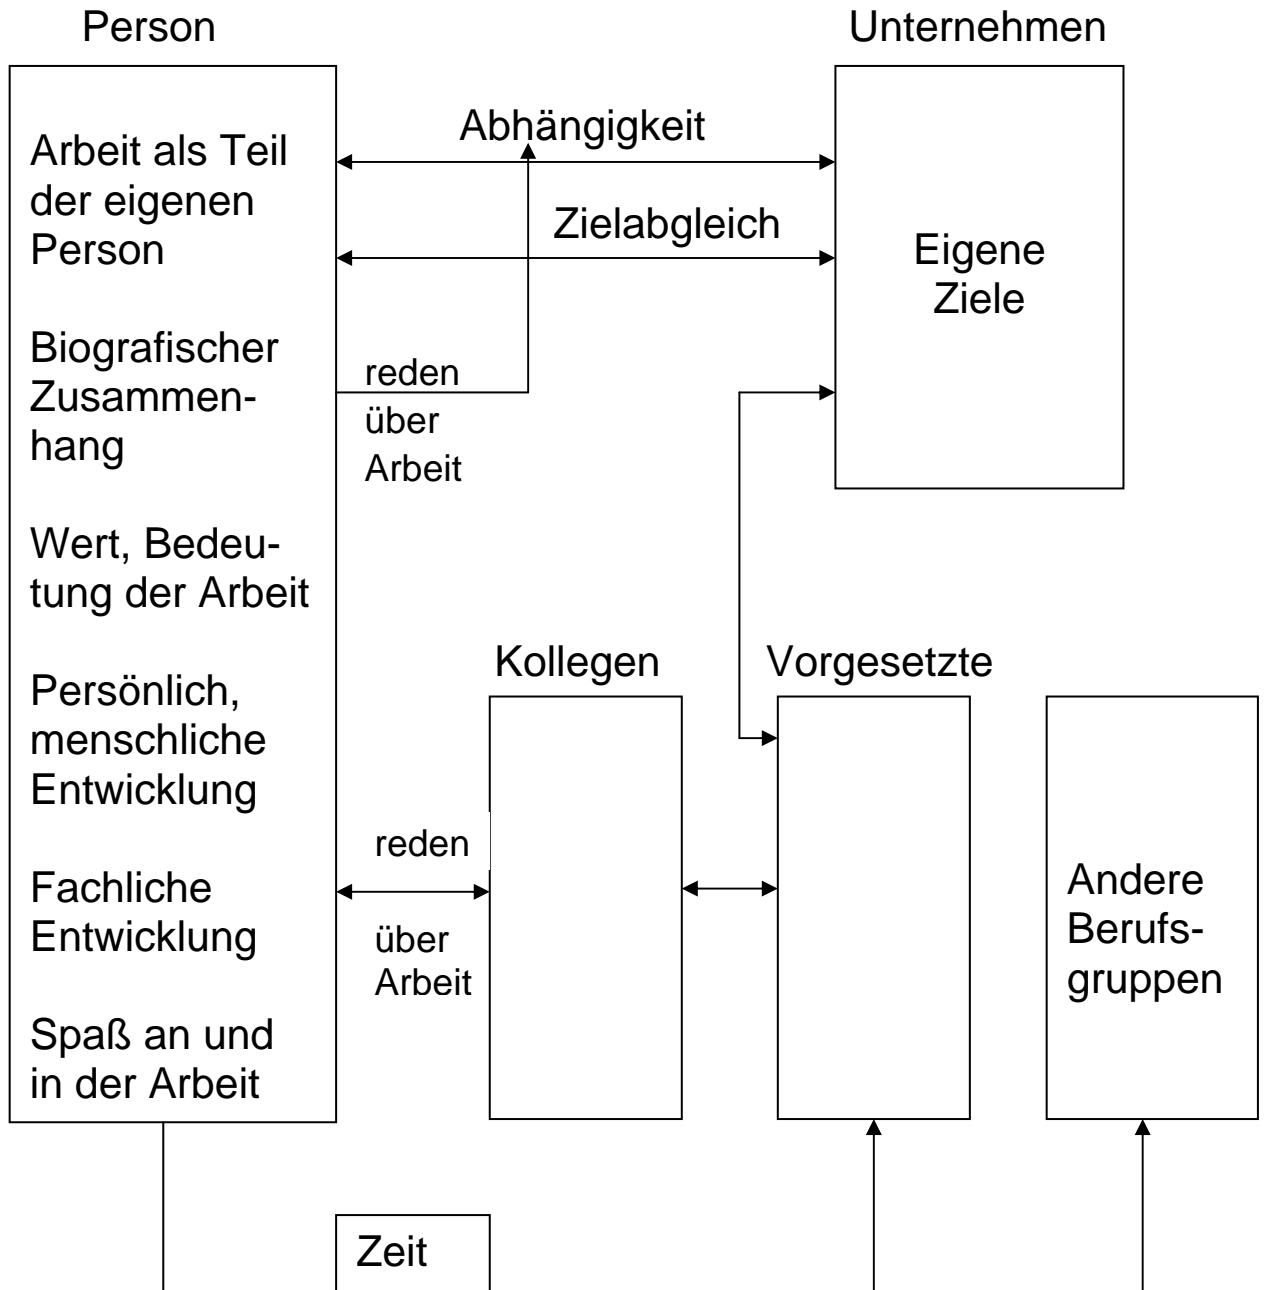 Person
Unternehmen
Arbeit als Teil
der eigenen
Person
Biografischer
Zusammen-
hang
Wert, Bedeu-
tung der Arbeit
Persönlich,
menschliche
Entwicklung
Fachliche
Entwicklung
Spaß an und
in der Arbeit
Abhängigkeit
Zielabgleich
Eigene
Ziele
reden
über
Arbeit
Kollegen
Vorgesetzte
reden
über
Arbeit
Andere
Berufs-
gruppen
Zeit